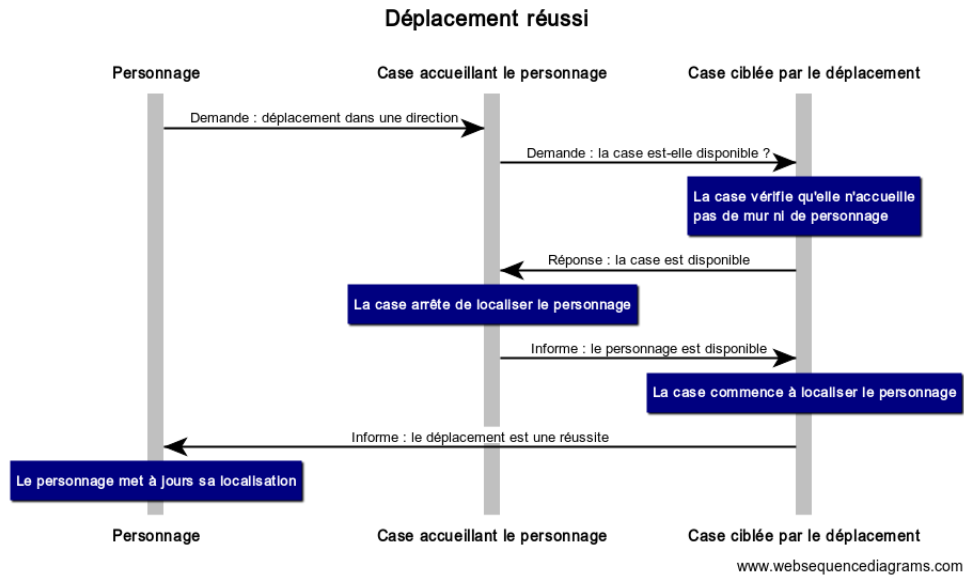 Déplacement réussi
Personnage
Case accueillant le personnage
Case ciblée par le déplacement
Demande : déplacement dans une direction
Demande : la case est-elle disponible ?
La case vérifie qu'elle n'accueille
pas de mur ni de personnage
Réponse : la case est disponible
La case arrête de localiser le personnage
Informe : le personnage est disponible
La case commence à localiser le personnage
Informe : le déplacement est une réussite
Le personnage met à jours sa localisation
Personnage
Case accueillant le personnage
Case ciblée par le déplacement
www.websequencediagrams.com